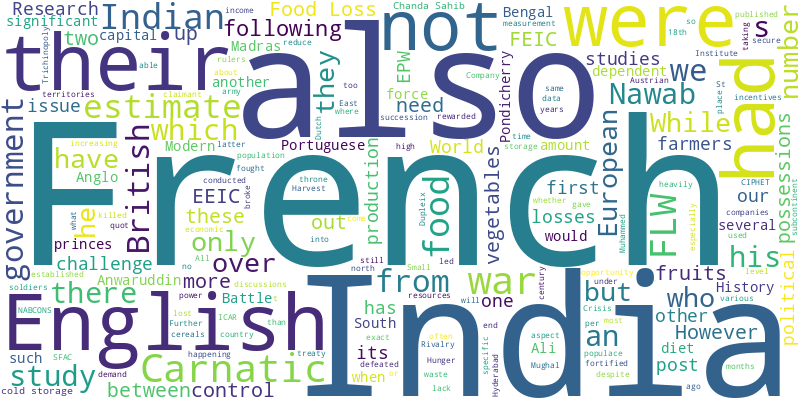 Research Indian Food Loss not Chanda Sahib Bengal were
significant following up Madras FEIC
two capital income 18th so published s
Trichinopoly able about rulers reduce measurement taking secure
their also had
territories claimant army too Company Institute
issue another they EPW studies dependent we number
estimate force need Pondicherry Austrian incentives
which East where same data years Nawab
government Dutch succession rewarded place St
increasing latter Portuguese amount While
British Modern World time storage farmers
have population high
Anglo fought vegetables European
French
he EEIC throne Harvest conducted production food Dupleix first FLW our CIPHET possessions
princes killed quot these broke economic out losses whether gave heavily several companies used
only into would especially subcontinent
challenge what no All still north Small led come his
there over from war Muhammed History level political
established discussions resources century opportunity under various
Anwaruddin more will one but who
English India
soldiers power Battle t often has
NABCONS lost ICAR than South end an Crisis per most other
Further cereals country exact treaty Rivalry its Ali aspect populace However
study Carnatic Hunger Hyderabad fortified diet post
such SFAC happening defeated waste specific Mughal despite months
cold storage demand between control when or lack ago
fruits